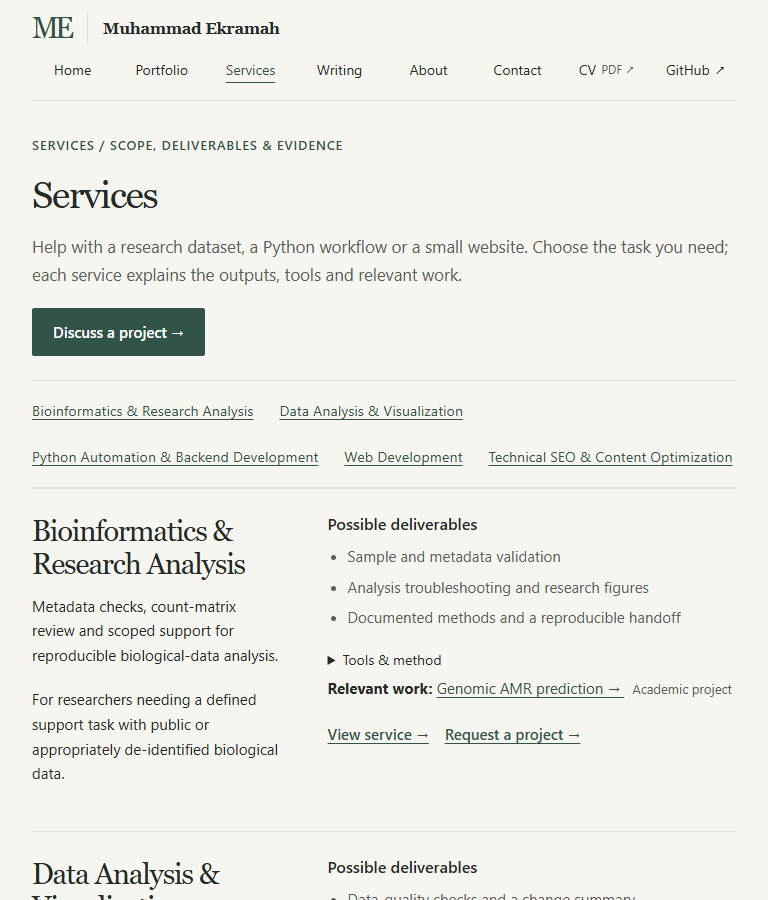 ME Muhammad Ekramah
Home Portfolio Services Writing About Contact CV PDF ↗ GitHub ↗
SERVICES / SCOPE, DELIVERABLES & EVIDENCE
Services
Help with a research dataset, a Python workflow or a small website. Choose the task you need;
each service explains the outputs, tools and relevant work.
Discuss a project →
Bioinformatics & Research Analysis Data Analysis & Visualization
Python Automation & Backend Development Web Development Technical SEO & Content Optimization
Bioinformatics &
Research Analysis
Metadata checks, count-matrix
review and scoped support for
reproducible biological-data analysis.
For researchers needing a defined
support task with public or
appropriately de-identified biological
data.
Possible deliverables
• Sample and metadata validation
• Analysis troubleshooting and research figures
• Documented methods and a reproducible handoff
▶ Tools & method
Relevant work: Genomic AMR prediction → Academic project
View service → Request a project →
Data Analysis &
Possible deliverables
• Data-quality checks and a change summary